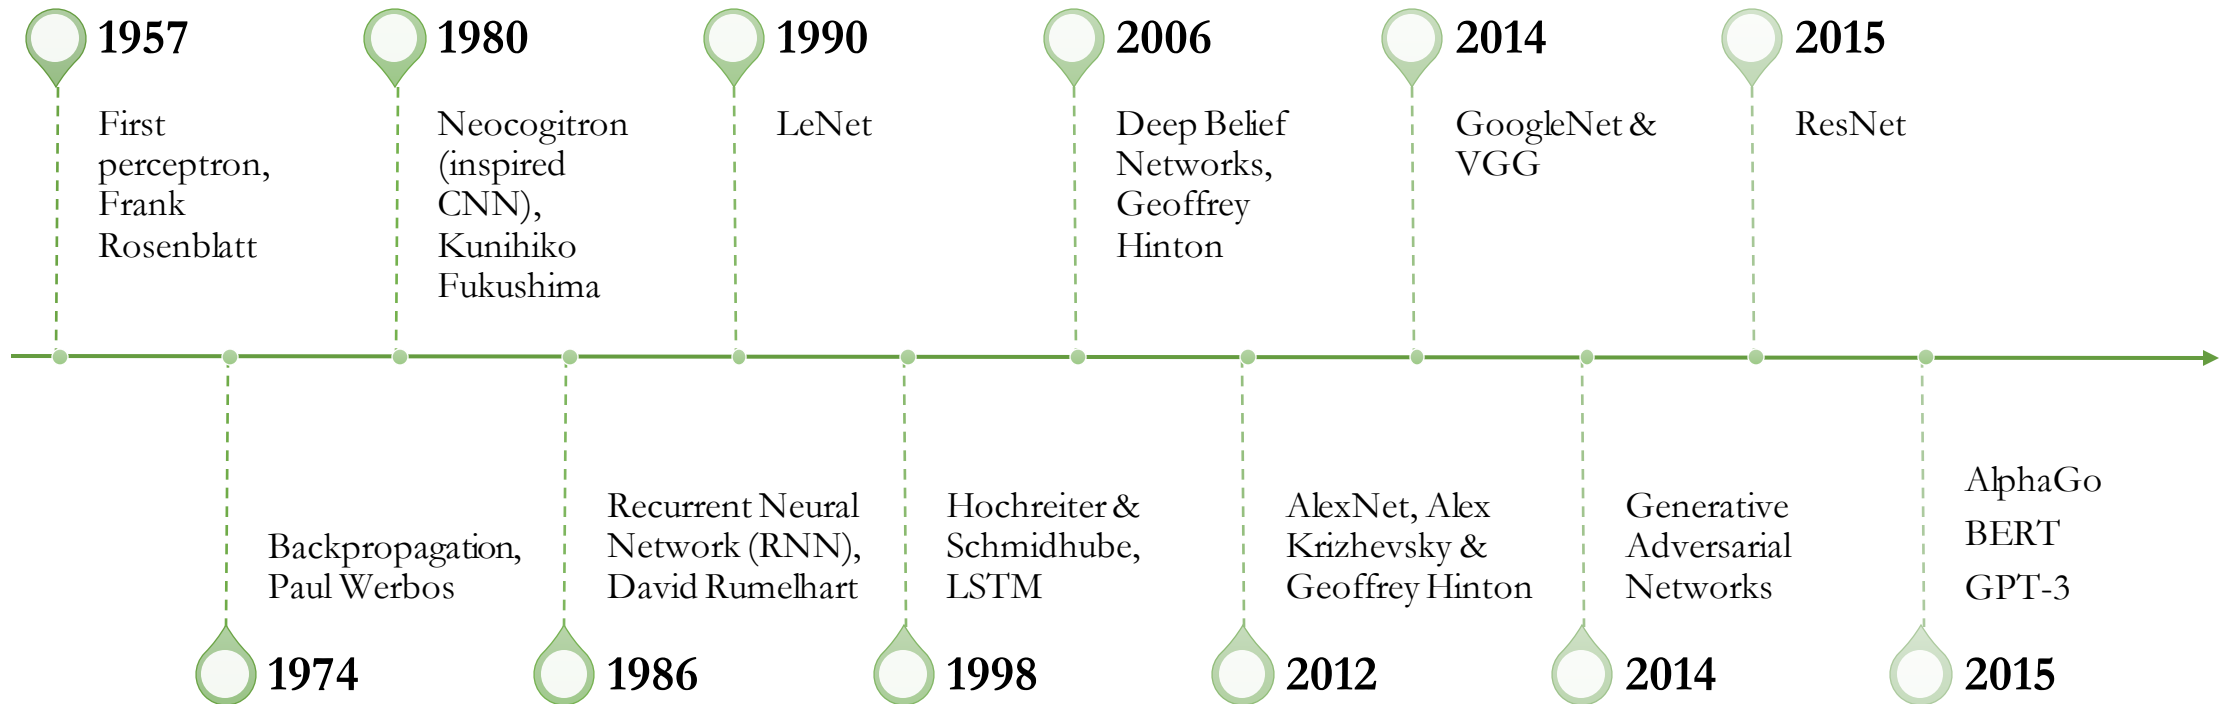 1957
First
perceptron,
Frank
Rosenblatt
1980
Neocogitron
(inspired
CNN),
Kunihiko
Fukushima
1990
LeNet
2006
Deep Belief
Networks,
Geoffrey
Hinton
2014
GoogleNet &
VGG
2015
ResNet
Backpropagation,
Paul Werbos
1974
Recurrent Neural
Network (RNN),
David Rumelhart
1986
Hochreiter &
Schmidhube,
LSTM
1998
AlexNet, Alex
Krizhevsky &
Geoffrey Hinton
2012
Generative
Adversarial
Networks
2014
AlphaGo
BERT
GPT-3
2015